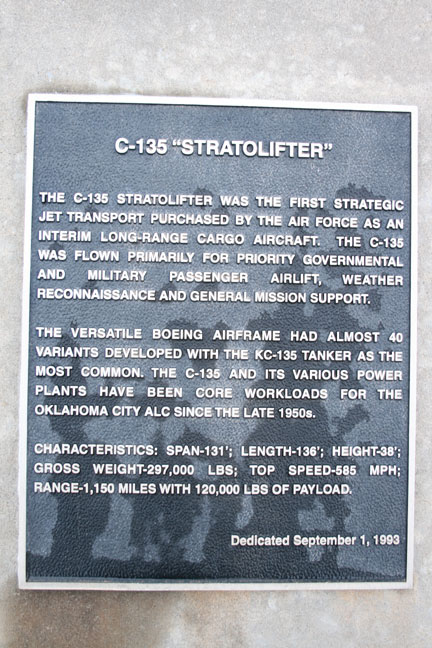 C-135 "STRATOLIFTER"
THE C-135 STRATOLIFTER WAS THE FIRST STRATEGIC
JET TRANSPORT PURCHASED BY THE AIR FORCE AS AN
INTERIM LONG-RANGE CARGO AIRCRAFT. THE C-135
WAS FLOWN PRIMARILY FOR PRIORITY GOVERNMENTAL
AND MILITARY PASSENGER AIRLIFT, WEATHER
RECONNAISSANCE AND GENERAL MISSION SUPPORT.
THE VERSATILE BOEING AIRFRAME HAD ALMOST 40
VARIANTS DEVELOPED WITH THE KC-135 TANKER AS THE
MOST COMMON. THE C-135 AND ITS VARIOUS POWER
PLANTS HAVE BEEN CORE WORKLOADS FOR THE
OKLAHOMA CITY ALC SINCE THE LATE 1950s.
CHARACTERISTICS: SPAN-131'; LENGTH-136'; HEIGHT-38';
GROSS WEIGHT-297,000 LBS; TOP SPEED-585 MPH;
RANGE-1,150 MILES WITH 120,000 LBS OF PAYLOAD.
Dedicated September 1, 1993